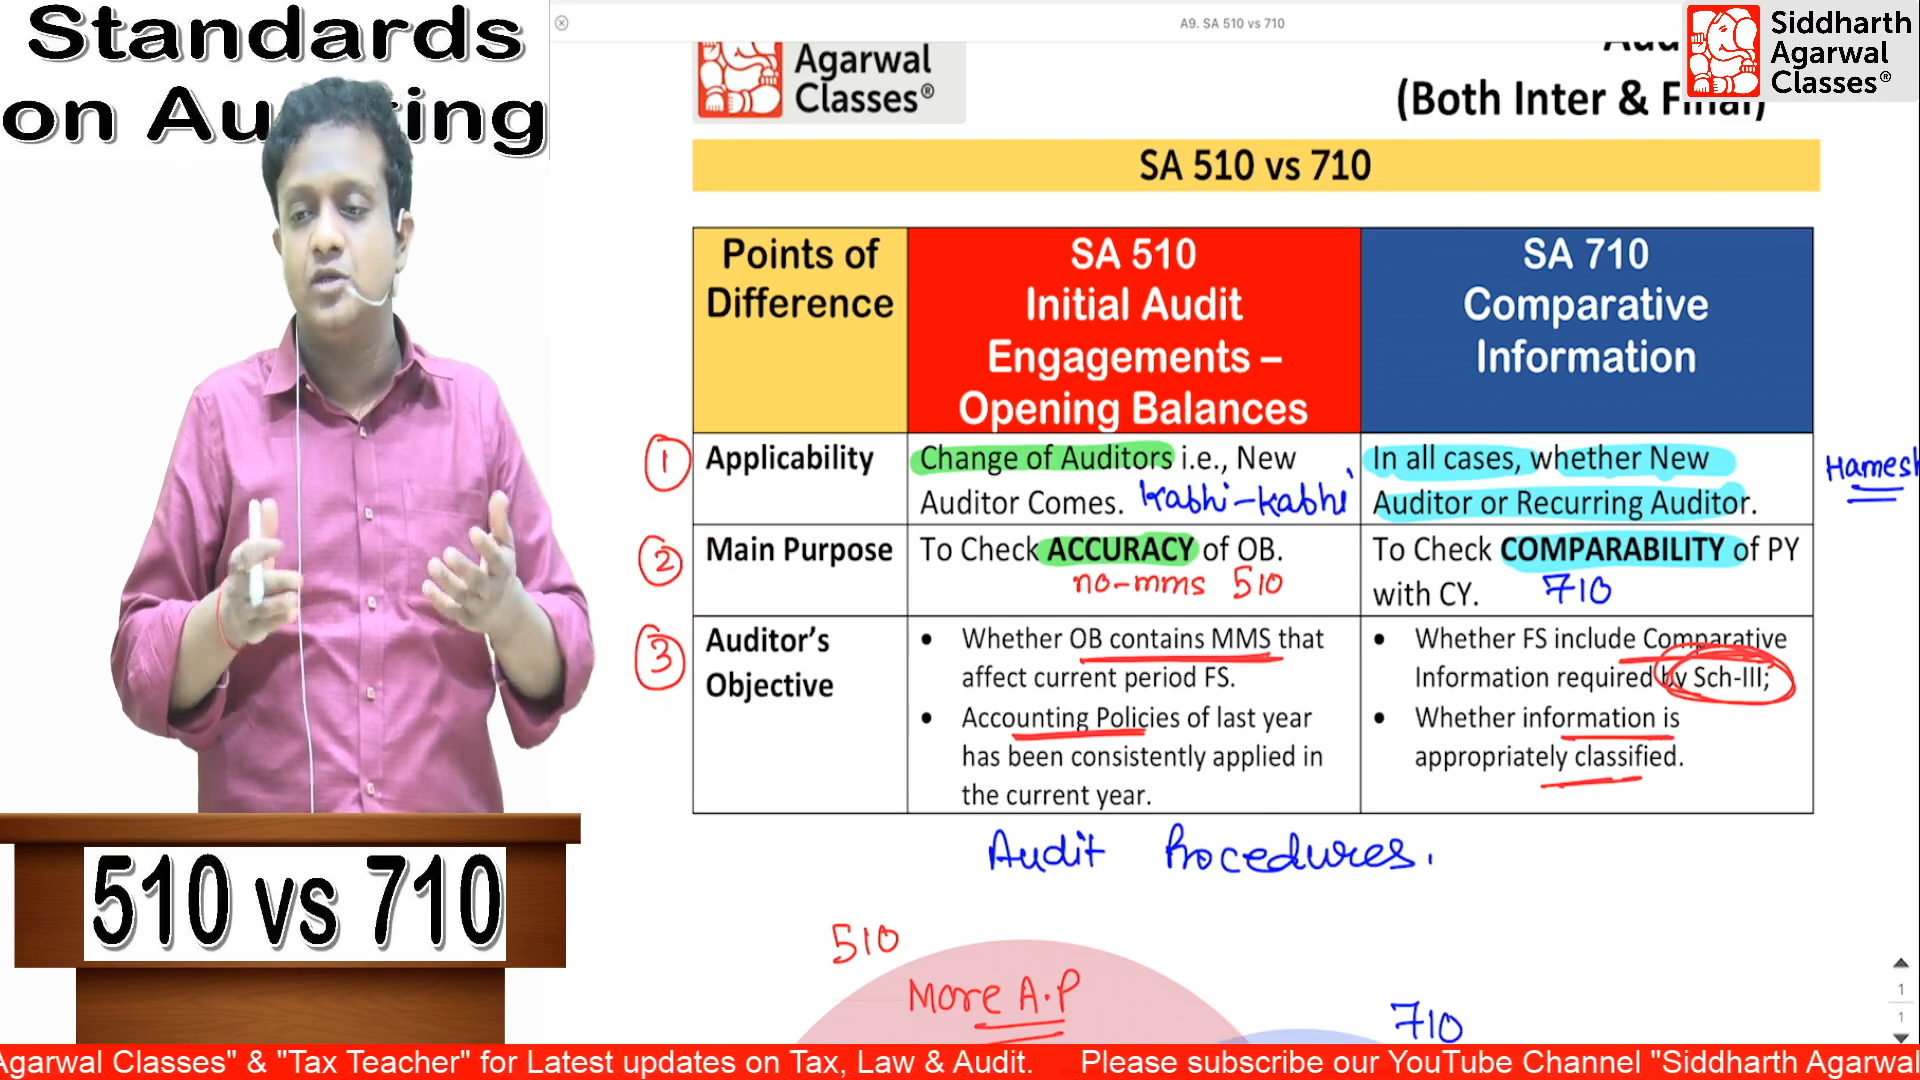 Standards
on Au ing
A9. SA 510 vs 710
Agarwal
Classes®
(Both Inter & Final)
Siddharth
Agarwal
Classes®
SA 510 vs 710
Points of
Difference
SA 510
Initial Audit
Engagements –
Opening Balances
SA 710
Comparative
Information
1
Applicability
Change of Auditors i.e., New
Auditor Comes. kabhi-kabhi
In all cases, whether New
Auditor or Recurring Auditor.
Hamesh
2
Main Purpose
To Check ACCURACY of OB.
no-mms 510
To Check COMPARABILITY of PY
with CY. 710
3
Auditor's
Objective
• Whether OB contains MMS that
affect current period FS.
• Accounting Policies of last year
has been consistently applied in
the current year.
• Whether FS include Comparative
Information required by Sch-III;
• Whether information is
appropriately classified.
Audit Procedures.
510
More A.P
710
510 vs 710
1
1
Agarwal Classes" & "Tax Teacher" for Latest updates on Tax, Law & Audit. Please subscribe our YouTube Channel "Siddharth Agarwal